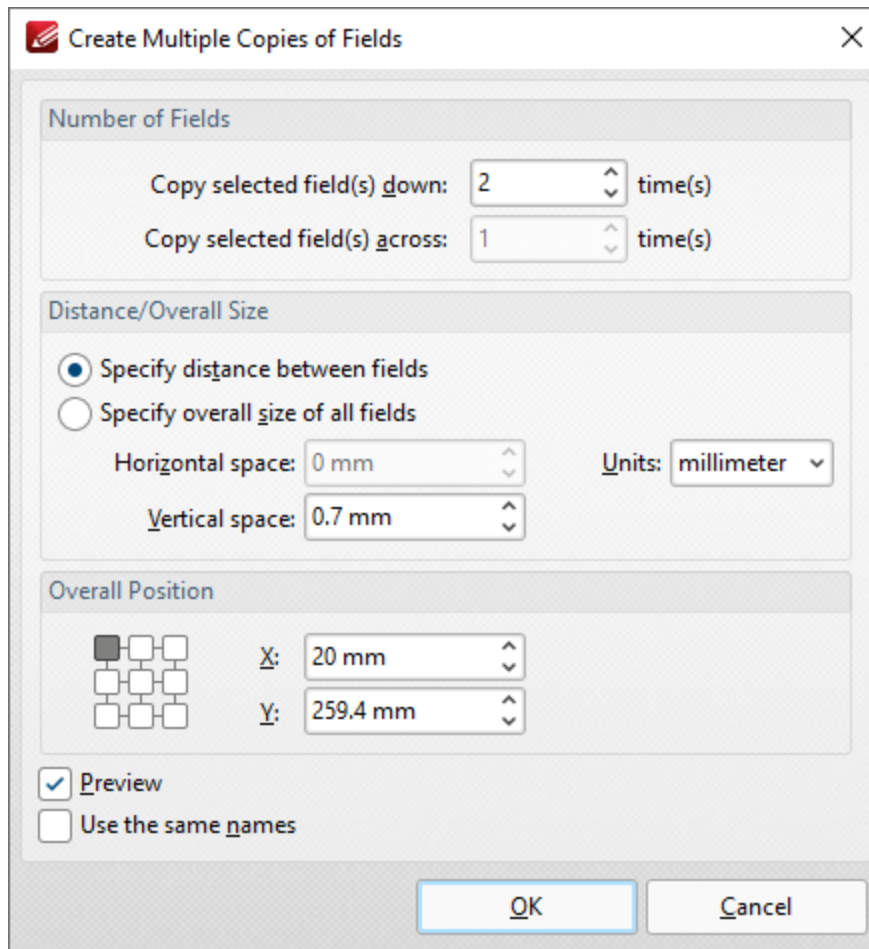 Create Multiple Copies of Fields
Number of Fields
Copy selected field(s) down: 2 time(s)
Copy selected field(s) across: 1 time(s)
Distance/Overall Size
Specify distance between fields
Specify overall size of all fields
Horizontal space: 0 mm Units: millimeter
Vertical space: 0.7 mm
Overall Position
X: 20 mm
Y: 259.4 mm
Preview
Use the same names
OK Cancel